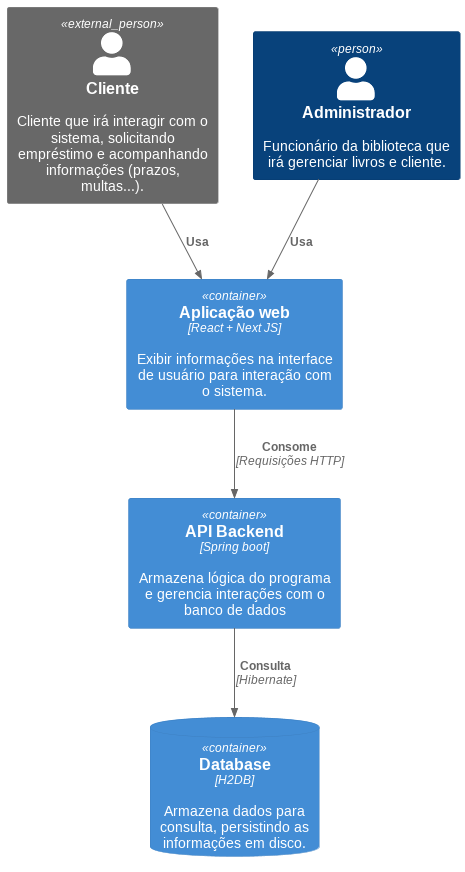 «external_person»
Cliente
Cliente que irá interagir com o
sistema, solicitando
empréstimo e acompanhando
informações (prazos,
multas...).
«person»
Administrador
Funcionário da biblioteca que
irá gerenciar livros e cliente.
Usa
Usa
«container»
Aplicação web
[React + Next JS]
Exibir informações na interface
de usuário para interação com
o sistema.
Consome
[Requisições HTTP]
«container»
API Backend
[Spring boot]
Armazena lógica do programa
e gerencia interações com o
banco de dados
Consulta
[Hibernate]
«container»
Database
[H2DB]
Armazena dados para
consulta, persistindo as
informações em disco.